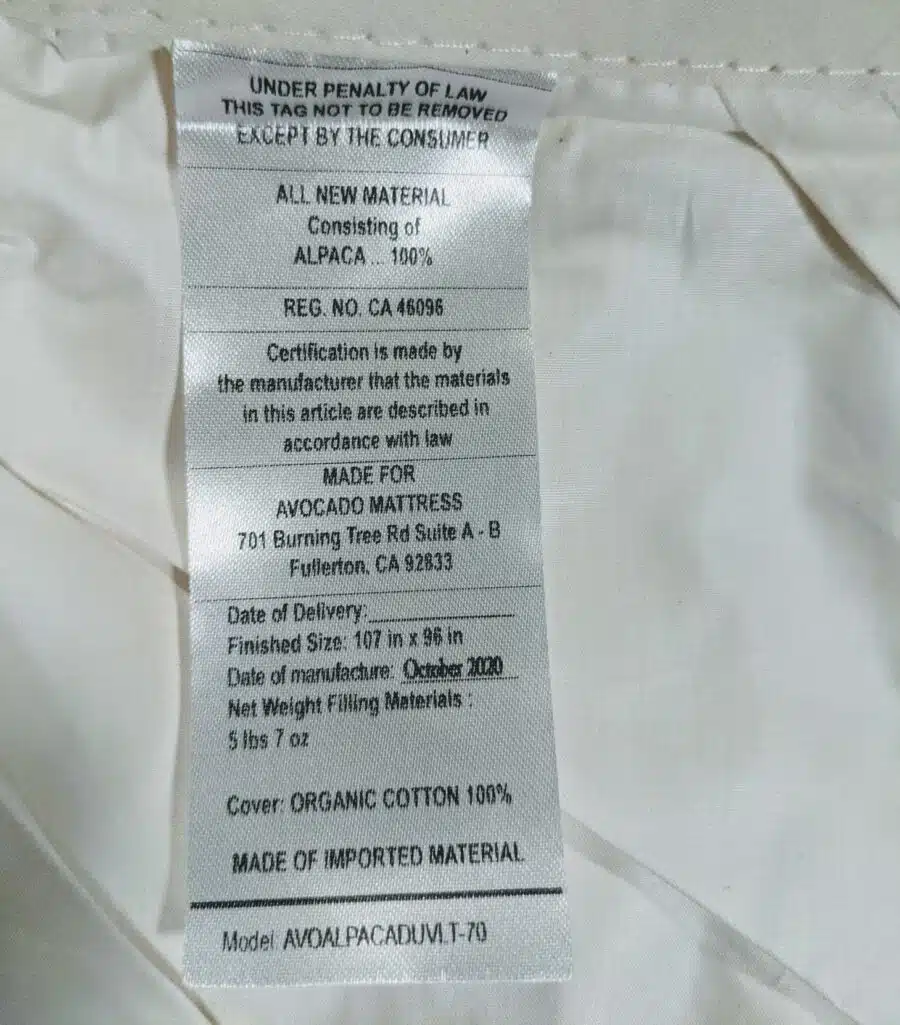 UNDER PENALTY OF LAW
THIS TAG NOT TO BE REMOVED
EXCEPT BY THE CONSUMER
ALL NEW MATERIAL
Consisting of
ALPACA ... 100%
REG. NO. CA 46096
Certification is made by
the manufacturer that the materials
in this article are described in
accordance with law
MADE FOR
AVOCADO MATTRESS
701 Burning Tree Rd Suite A - B
Fullerton, CA 92833
Date of Delivery:
Finished Size: 107 in x 96 in
Date of manufacture: October 2020
Net Weight Filling Materials :
5 lbs 7 oz
Cover: ORGANIC COTTON 100%
MADE OF IMPORTED MATERIAL
Model: AVOALPACADUVLT-70